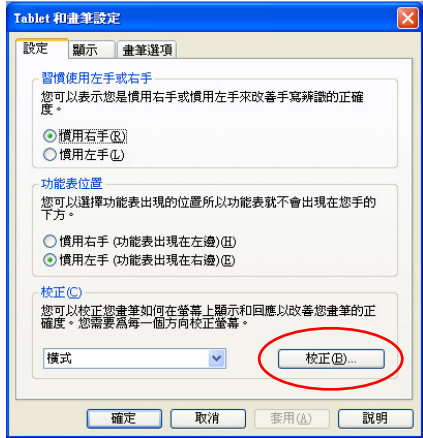 Tablet 和畫筆設定
設定 顯示 畫筆選項
習慣使用左手或右手
您可以表示您是慣用右手或慣用左手來改善手寫辨識的正確
度。
慣用右手(R)
慣用左手(L)
功能表位置
您可以選擇功能表出現的位置所以功能表就不會出現在您手的
下方。
慣用右手 (功能表出現在左邊)(H)
慣用左手 (功能表出現在右邊)(E)
校正(C)
您可以校正您畫筆如何在螢幕上顯示和回應以改善您畫筆的正
確度。您需要為每一個方向校正螢幕。
橫式 校正(B)...
確定 取消 套用(A) 說明